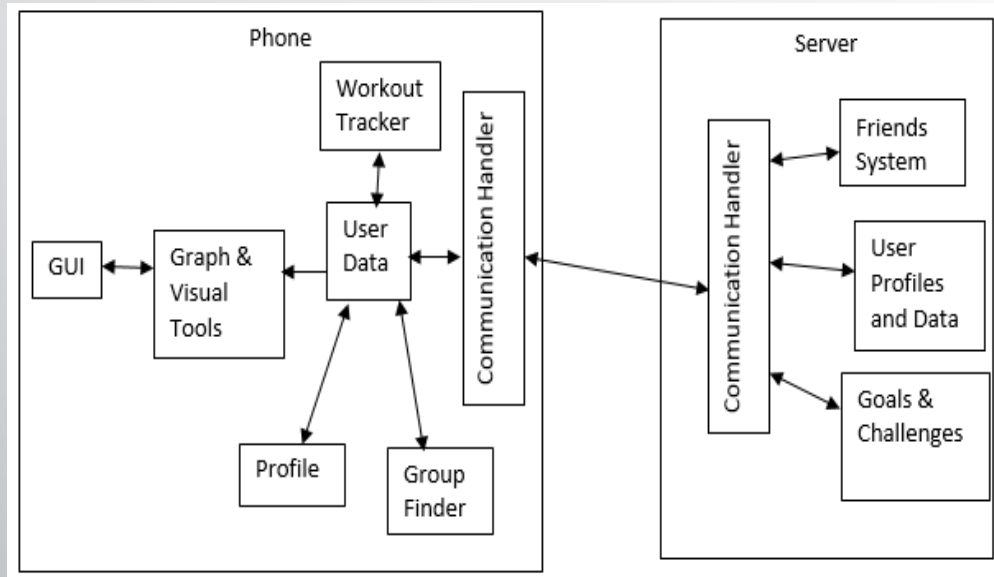 Phone
Workout
Tracker
Communication Handler
User
Data
GUI
Graph &
Visual
Tools
Profile
Group
Finder
Server
Communication Handler
Friends
System
User
Profiles
and Data
Goals &
Challenges